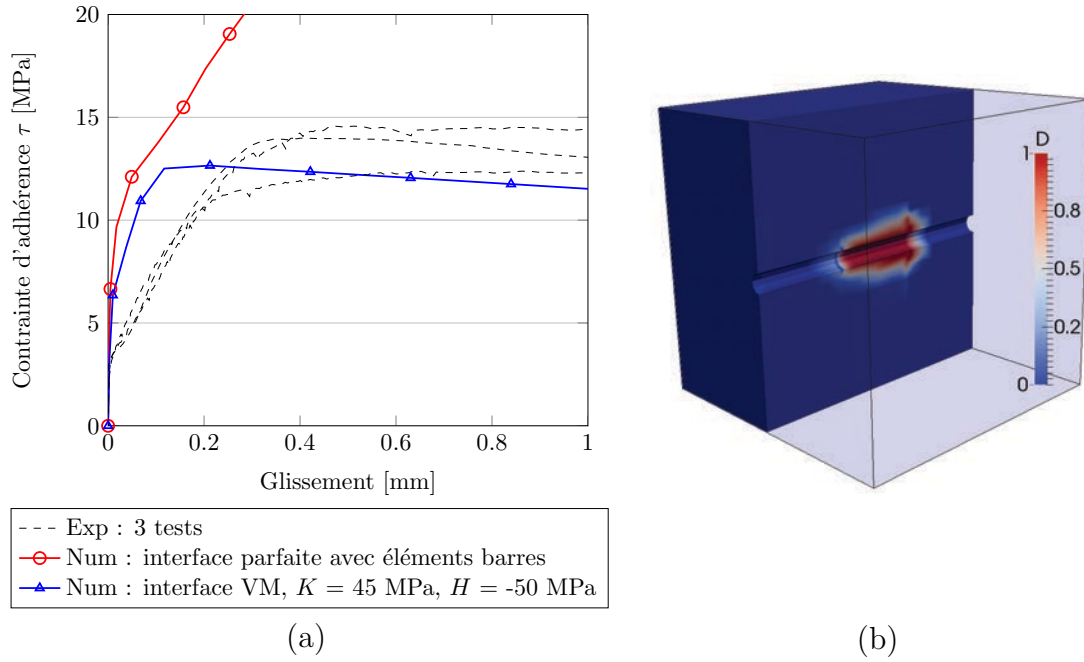 20
15
10
5
0
Contrainte d'adhérence τ [MPa]
0
0.2
0.4
0.6
0.8
1
Glissement [mm]
Exp : 3 tests
Num : interface parfaite avec éléments barres
Num : interface VM, K = 45 MPa, H = -50 MPa
(a)
D
1
0.8
0.5
0.2
0
(b)